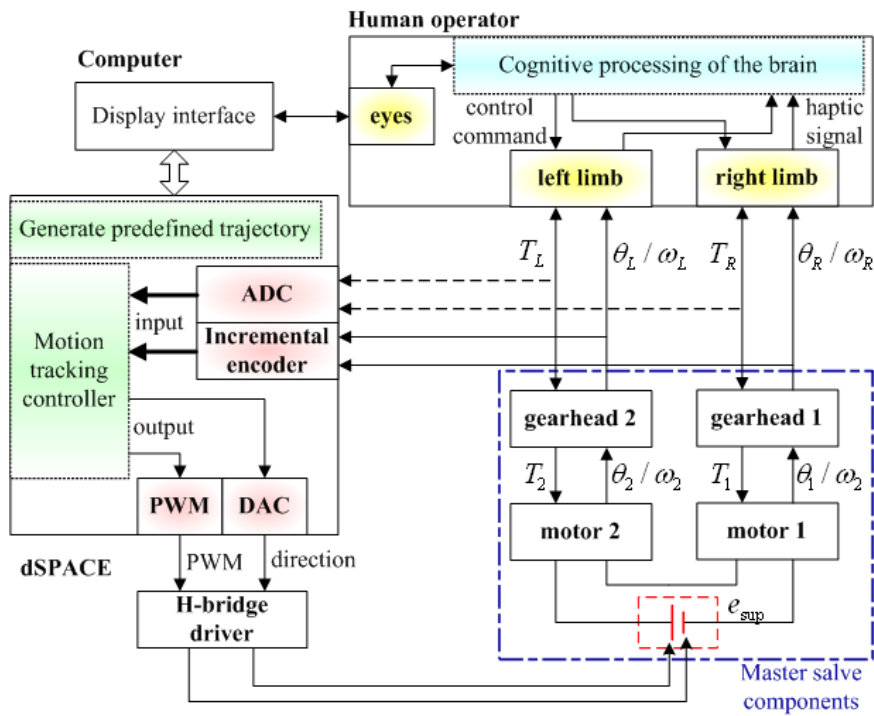 Human operator
Computer
Cognitive processing of the brain
Display interface
eyes
control
command
haptic
signal
left limb
right limb
Generate predefined trajectory
T_L
θ_L / ω_L
T_R
θ_R / ω_R
ADC
input
Incremental
encoder
Motion
tracking
controller
output
gearhead 2
gearhead 1
T_2
θ_2 / ω_2
T_1
θ_1 / ω_2
PWM
DAC
motor 2
motor 1
dSPACE
PWM
direction
H-bridge
driver
e_sup
Master salve
components